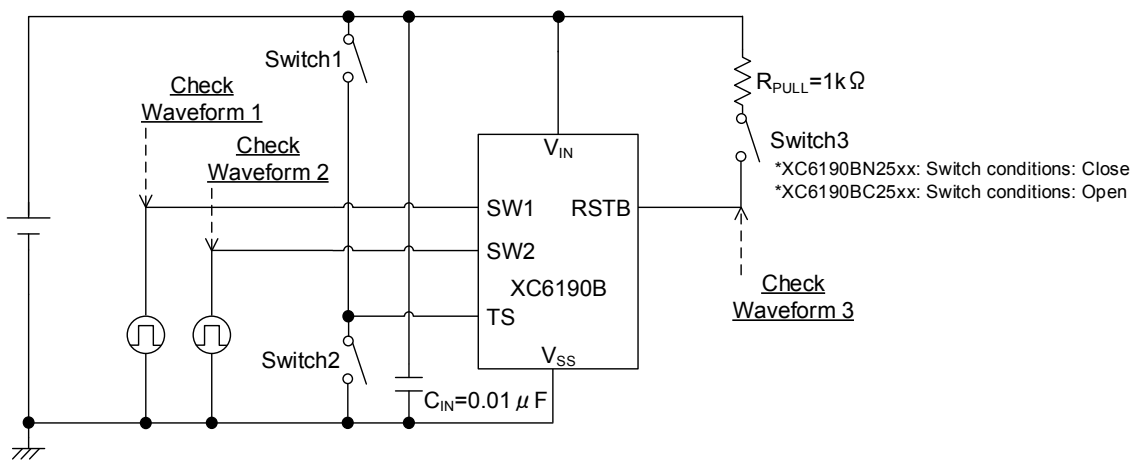 Switch1
Check
Waveform 1
Check
Waveform 2
R_PULL=1kΩ
Switch3
*XC6190BN25xx: Switch conditions: Close
*XC6190BC25xx: Switch conditions: Open
V_IN
SW1
RSTB
SW2
XC6190B
TS
V_SS
Check
Waveform 3
Switch2
C_IN=0.01μF